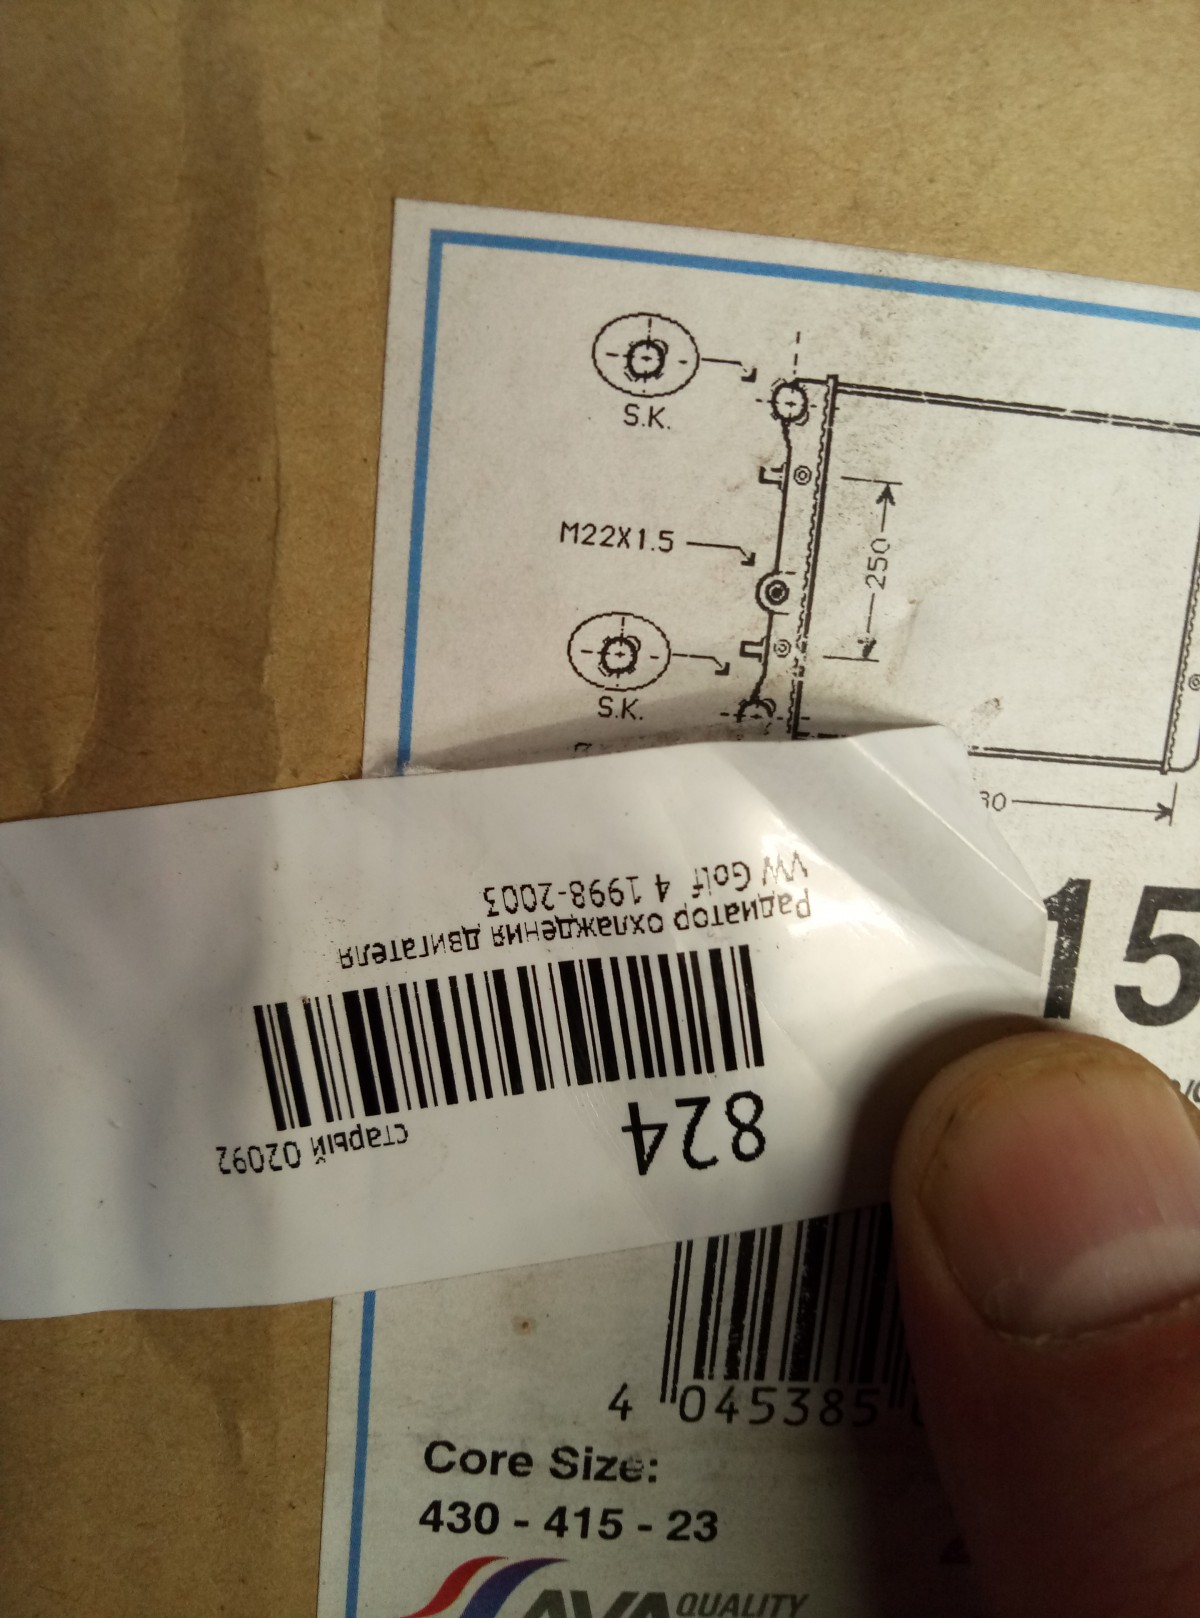 S.K.
M22X1.5
250
S.K.
30
15
VW Golf 4 1998-2003
Радиатор охлаждения двигателя
824
старый 02092
4 045385
Core Size:
430 - 415 - 23
AVA QUALITY